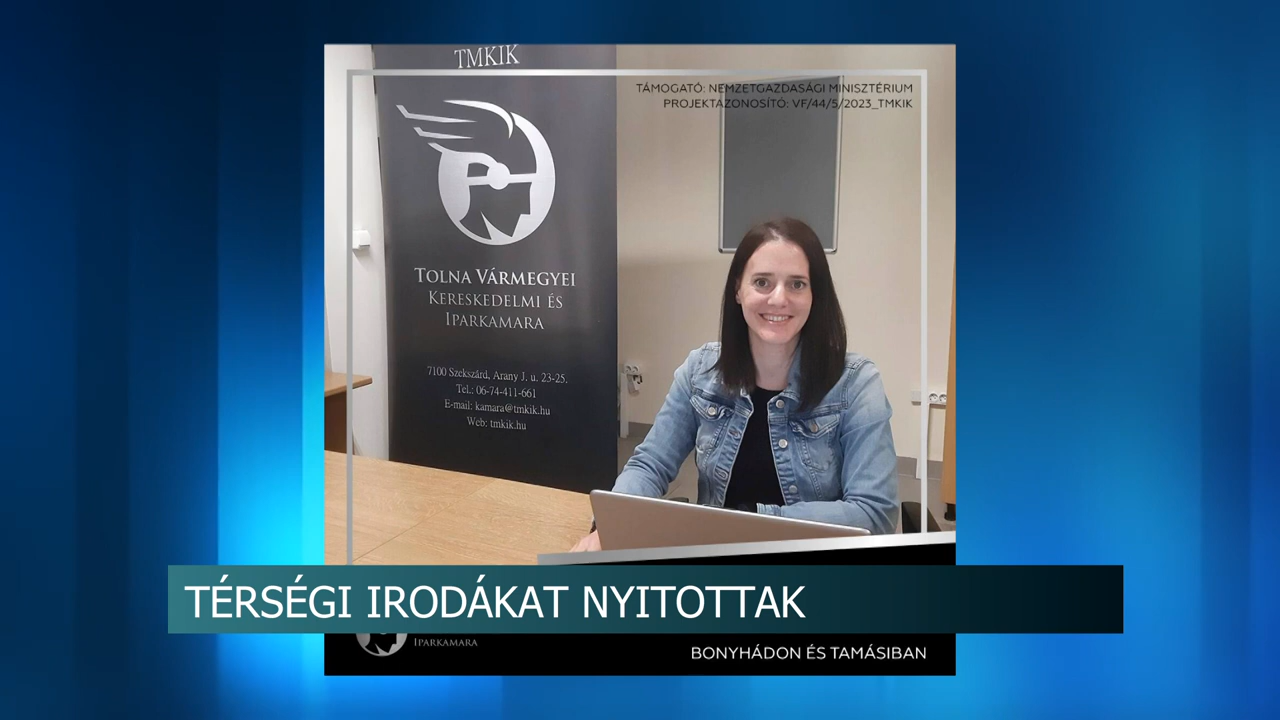 TMKIK
TÁMOGATÓ: NEMZETGAZDASÁGI MINISZTÉRIUM
PROJEKTAZONOSÍTÓ: VF/44/5/2023_TMKIK
TOLNA VÁRMEGYEI
KERESKEDELMI ÉS
IPARKAMARA
7100 Szekszárd, Arany J. u. 23-25.
Tel.: 06-74-411-661
E-mail: kamara@tmkik.hu
Web: tmkik.hu
TÉRSÉGI IRODÁKAT NYITOTTAK
IPARKAMARA
BONYHÁDON ÉS TAMÁSIBAN